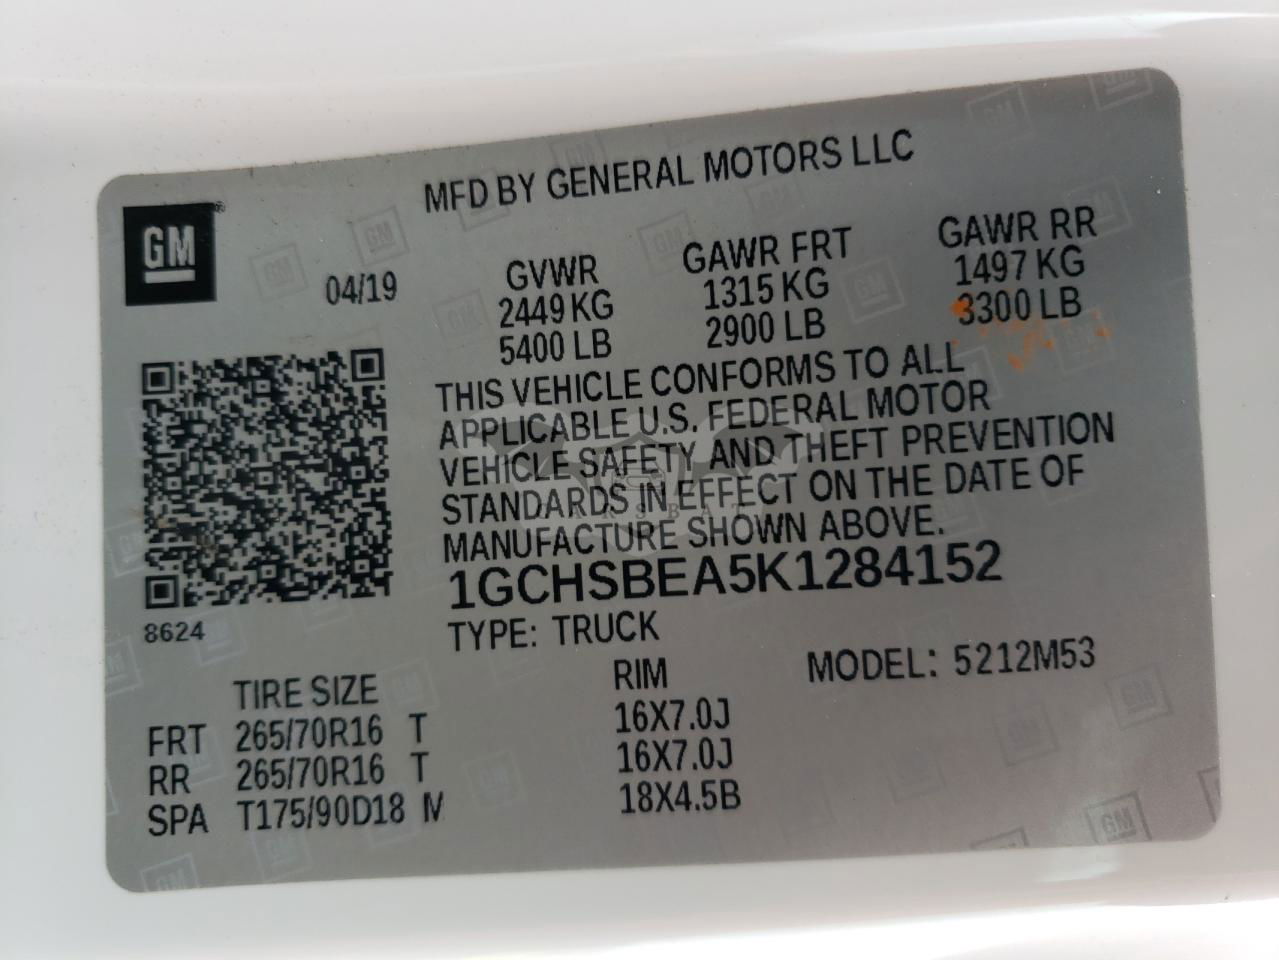 MFD BY GENERAL MOTORS LLC
GM
04/19
GVWR
2449 KG
5400 LB
GAWR FRT
1315 KG
2900 LB
GAWR RR
1497 KG
3300 LB
THIS VEHICLE CONFORMS TO ALL
APPLICABLE U.S. FEDERAL MOTOR
VEHICLE SAFETY AND THEFT PREVENTION
STANDARDS IN EFFECT ON THE DATE OF
MANUFACTURE SHOWN ABOVE.
CARSBAT
1GCHSBEA5K1284152
8624
TYPE: TRUCK
MODEL: 5212M53
TIRE SIZE RIM
FRT 265/70R16 T 16X7.0J
RR 265/70R16 T 16X7.0J
SPA T175/90D18 M 18X4.5B